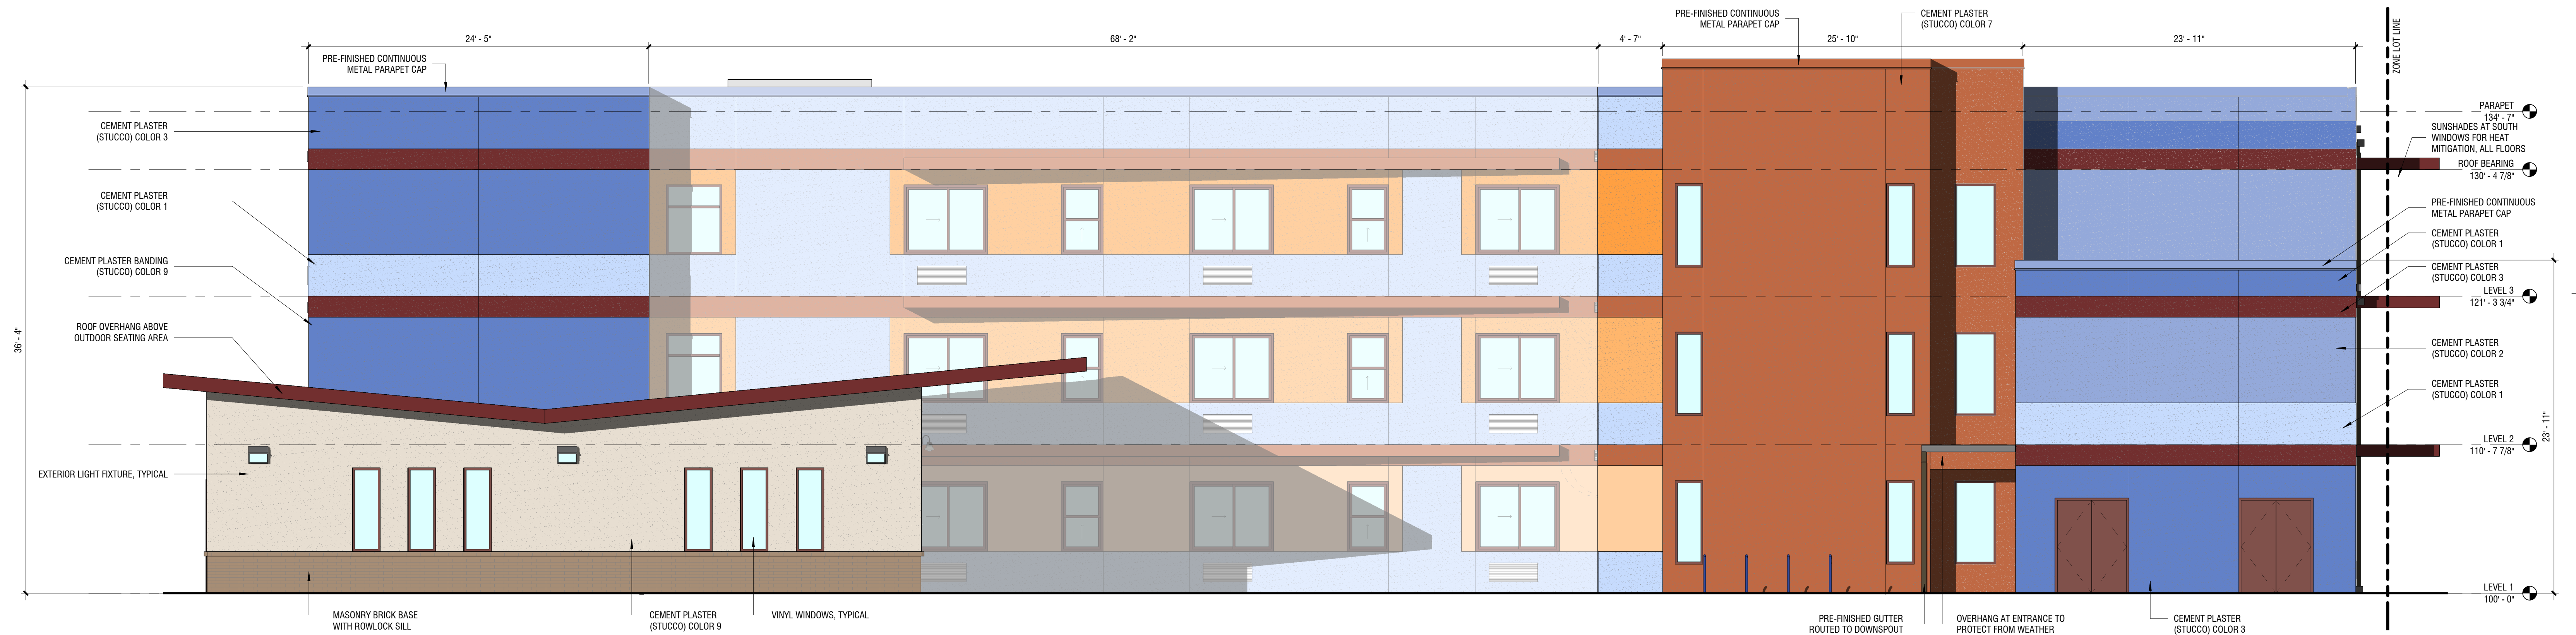 24' - 5"
68' - 2"
4' - 7"
25' - 10"
23' - 11"
PRE-FINISHED CONTINUOUS
METAL PARAPET CAP
PRE-FINISHED CONTINUOUS
METAL PARAPET CAP
CEMENT PLASTER
(STUCCO) COLOR 7
ZONE LOT LINE
36' - 4"
CEMENT PLASTER
(STUCCO) COLOR 3
CEMENT PLASTER
(STUCCO) COLOR 1
CEMENT PLASTER BANDING
(STUCCO) COLOR 9
ROOF OVERHANG ABOVE
OUTDOOR SEATING AREA
EXTERIOR LIGHT FIXTURE, TYPICAL
PARAPET
134' - 7"
SUNSHADES AT SOUTH
WINDOWS FOR HEAT
MITIGATION, ALL FLOORS
ROOF BEARING
130' - 4 7/8"
PRE-FINISHED CONTINUOUS
METAL PARAPET CAP
CEMENT PLASTER
(STUCCO) COLOR 1
CEMENT PLASTER
(STUCCO) COLOR 3
LEVEL 3
121' - 3 3/4"
CEMENT PLASTER
(STUCCO) COLOR 2
CEMENT PLASTER
(STUCCO) COLOR 1
23' - 11"
LEVEL 2
110' - 7 7/8"
LEVEL 1
100' - 0"
MASONRY BRICK BASE
WITH ROWLOCK SILL
CEMENT PLASTER
(STUCCO) COLOR 9
VINYL WINDOWS, TYPICAL
PRE-FINISHED GUTTER
ROUTED TO DOWNSPOUT
OVERHANG AT ENTRANCE TO
PROTECT FROM WEATHER
CEMENT PLASTER
(STUCCO) COLOR 3